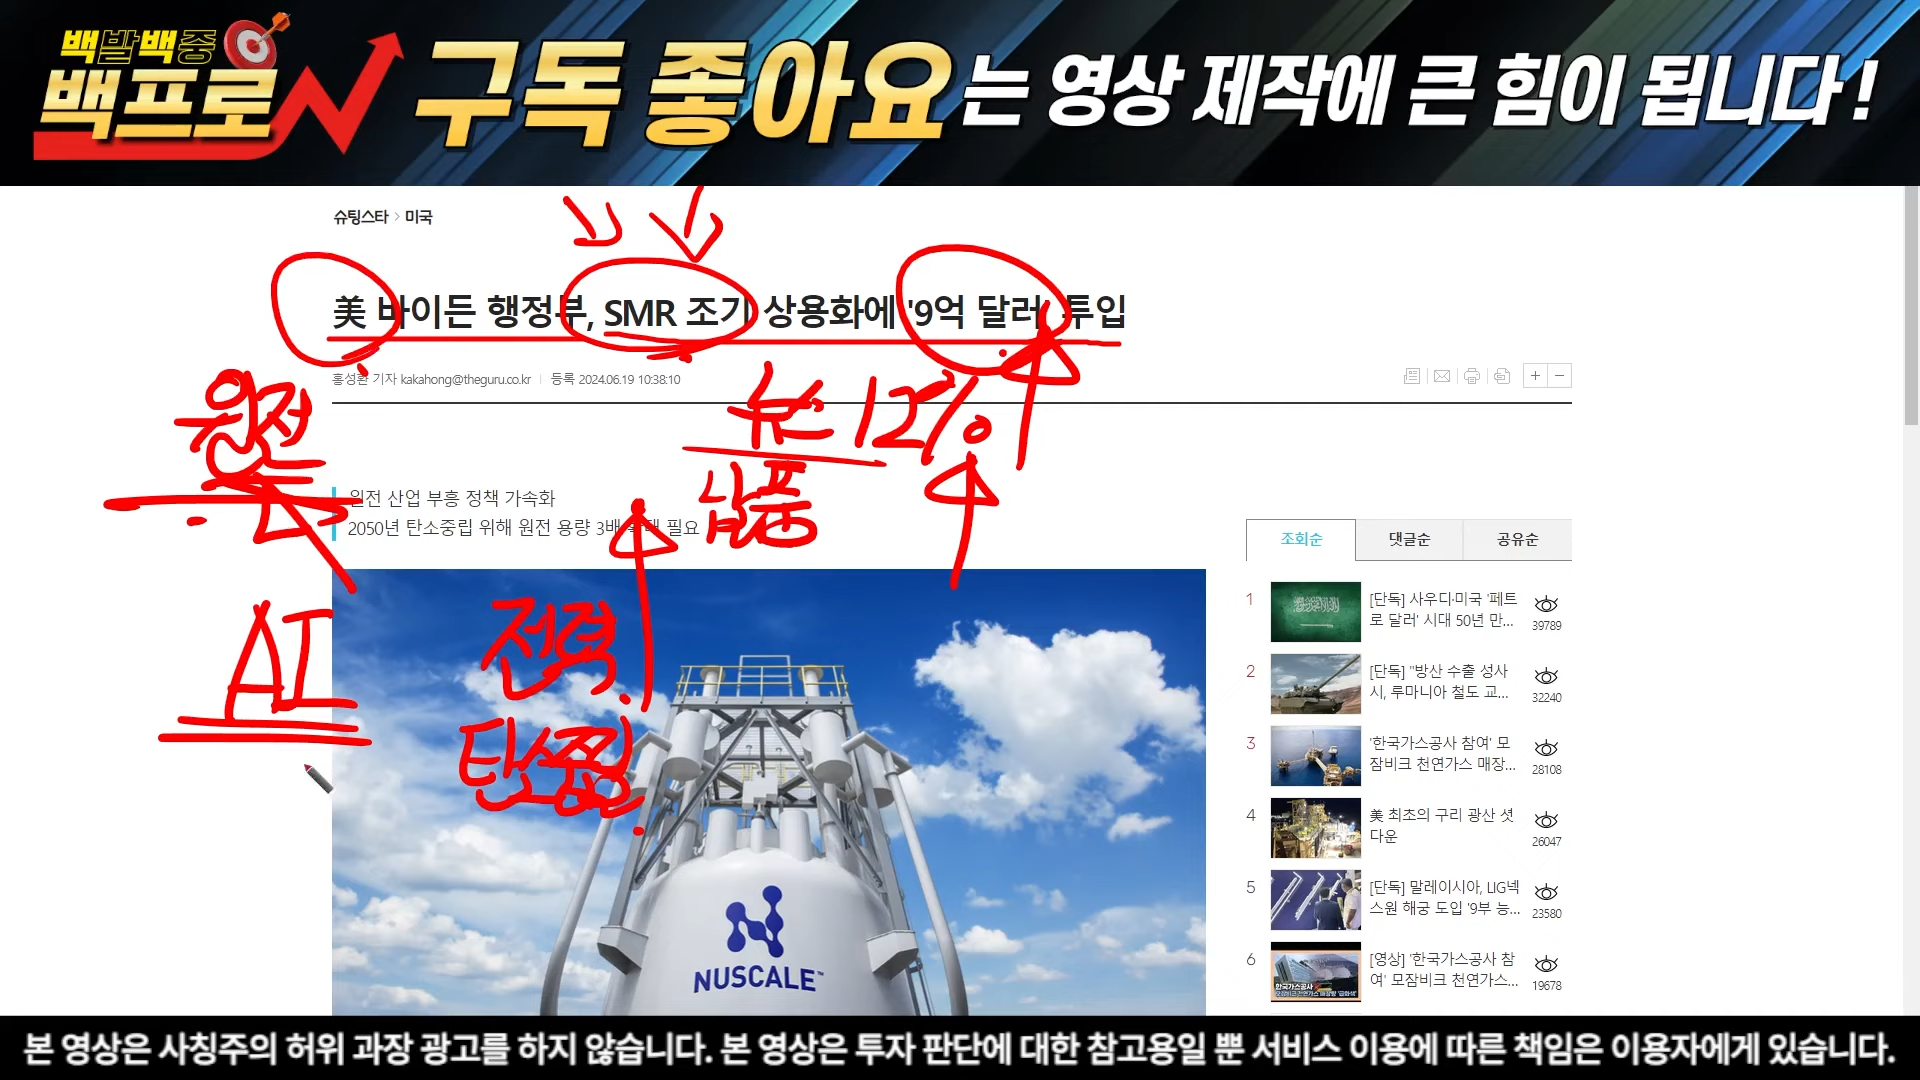 백발백중
백프로
구독 좋아요는 영상 제작에 큰 힘이 됩니다!
슈팅스타 > 미국
美 바이든 행정부, SMR 조기 상용화에 '9억 달러' 투입
홍성환 기자 kakahong@theguru.co.kr | 등록 2024.06.19 10:38:10
원전
뉴 12%
납품
원전 산업 부흥 정책 가속화
2050년 탄소중립 위해 원전 용량 3배 확대 필요
AI
전력
NUSCALE™
조회순 댓글순 공유순
1 [단독] 사우디·미국 '페트로 달러' 시대 50년 만... 39789
2 [단독] "방산 수출 성사시, 루마니아 철도 교... 32240
3 '한국가스공사 참여' 모잠비크 천연가스 매장... 28108
4 美 최초의 구리 광산 셧다운 26047
5 [단독] 말레이시아, LIG넥스원 해궁 도입 '9부 능... 23580
6 [영상] '한국가스공사 참여' 모잠비크 천연가스... 19678
본 영상은 사칭주의 허위 과장 광고를 하지 않습니다. 본 영상은 투자 판단에 대한 참고용일 뿐 서비스 이용에 따른 책임은 이용자에게 있습니다.